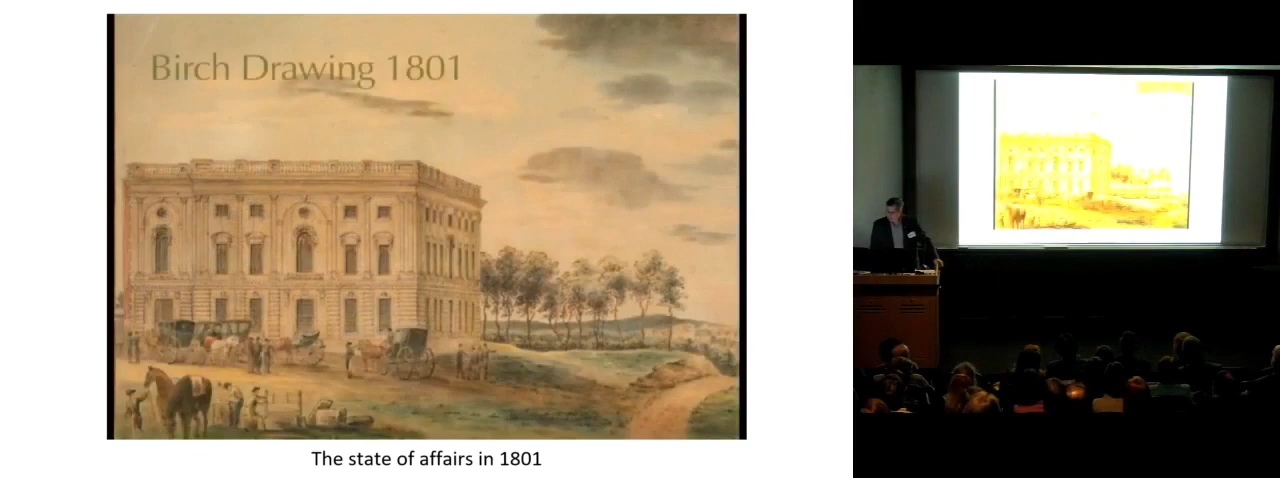 Birch Drawing 1801
The state of affairs in 1801